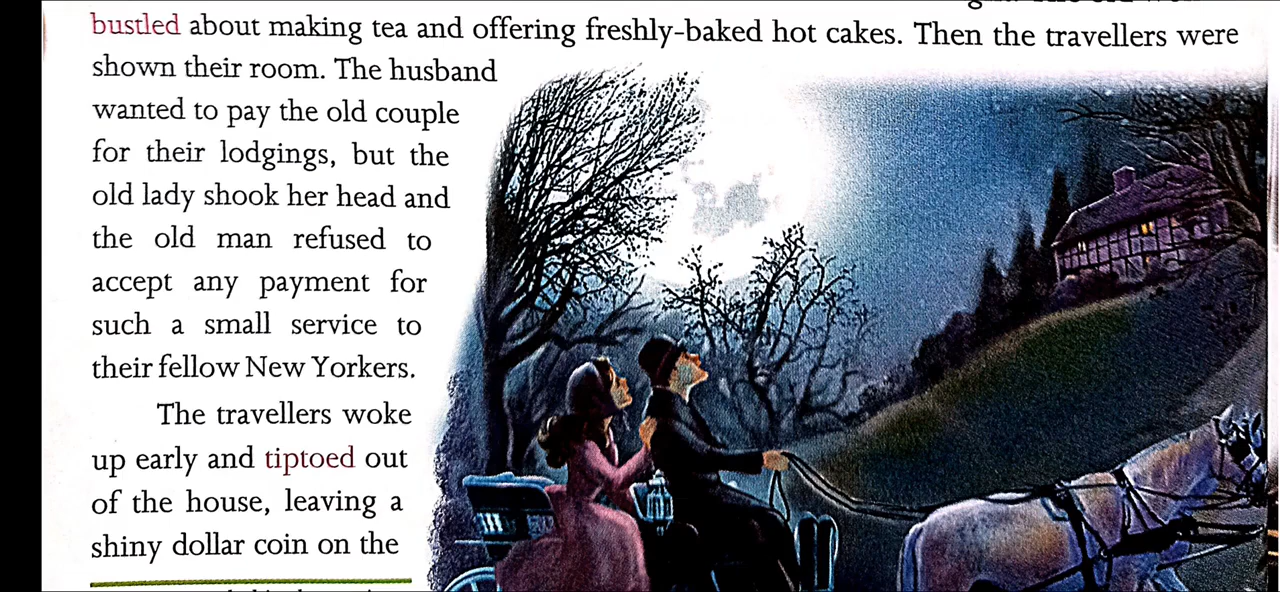 bustled about making tea and offering freshly-baked hot cakes. Then the travellers were
shown their room. The husband
wanted to pay the old couple
for their lodgings, but the
old lady shook her head and
the old man refused to
accept any payment for
such a small service to
their fellow New Yorkers.
The travellers woke
up early and tiptoed out
of the house, leaving a
shiny dollar coin on the